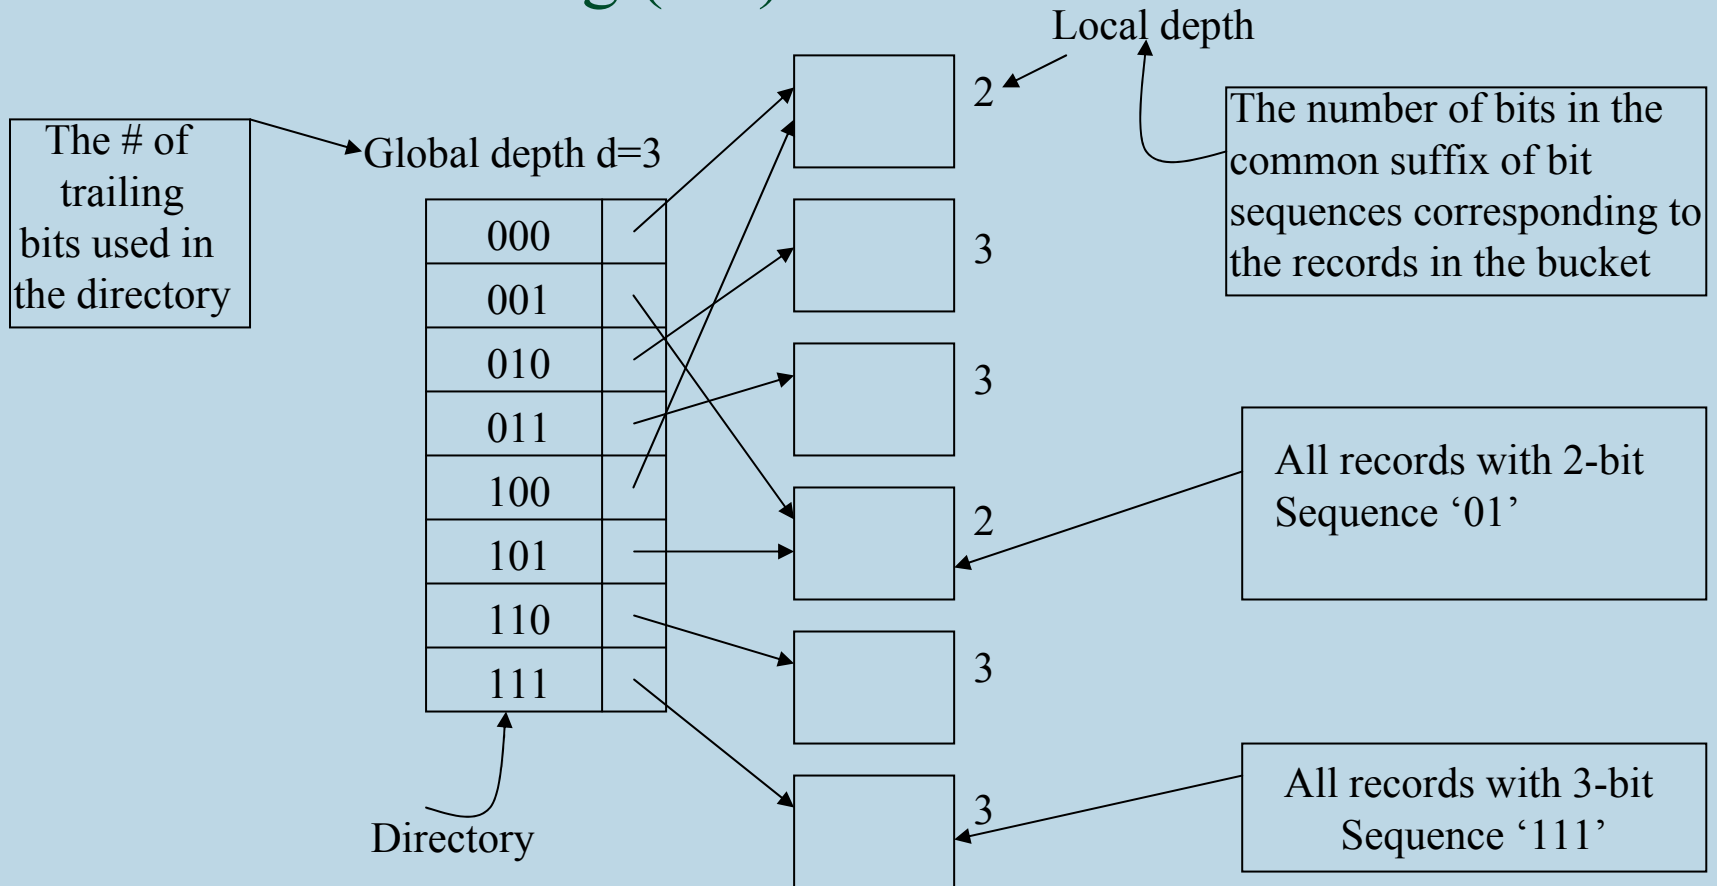 Local depth
2
The # of
trailing
bits used in
the directory
Global depth d=3
The number of bits in the
common suffix of bit
sequences corresponding to
the records in the bucket
000
001
010
011
100
101
110
111
3
3
2
3
3
All records with 2-bit
Sequence ‘01’
All records with 3-bit
Sequence ‘111’
Directory